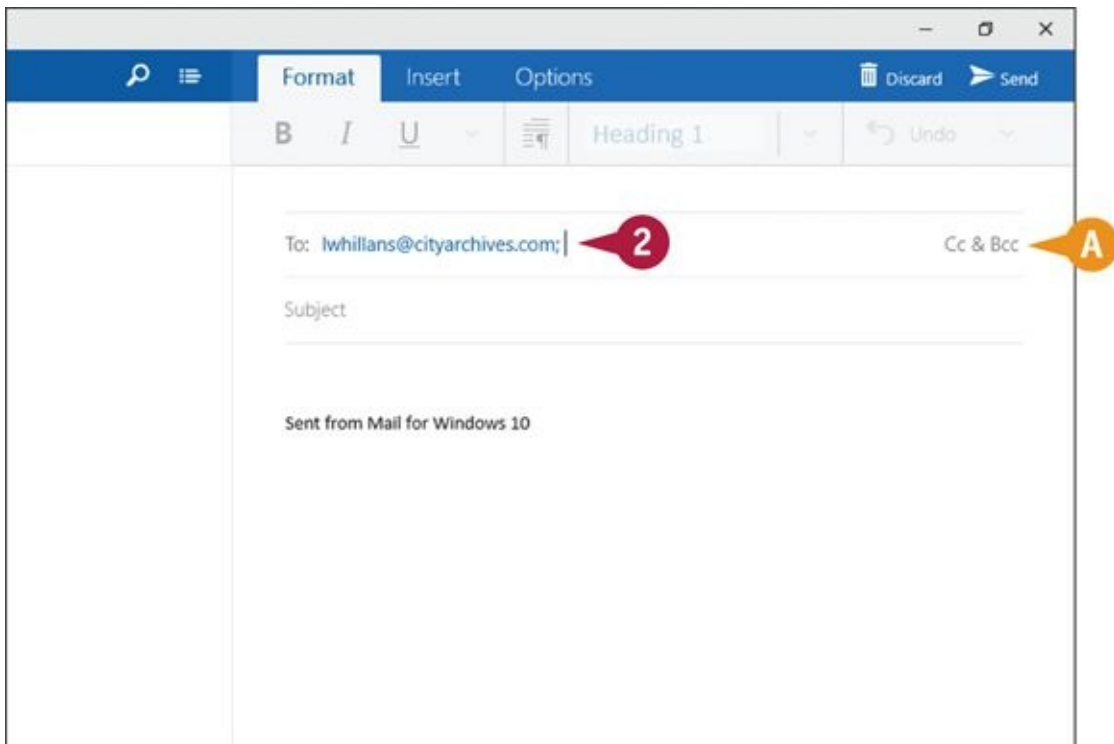 Format Insert Options Discard Send
B I U Heading 1 Undo
To: lwhillans@cityarchives.com; 2 Cc & Bcc A
Subject
Sent from Mail for Windows 10